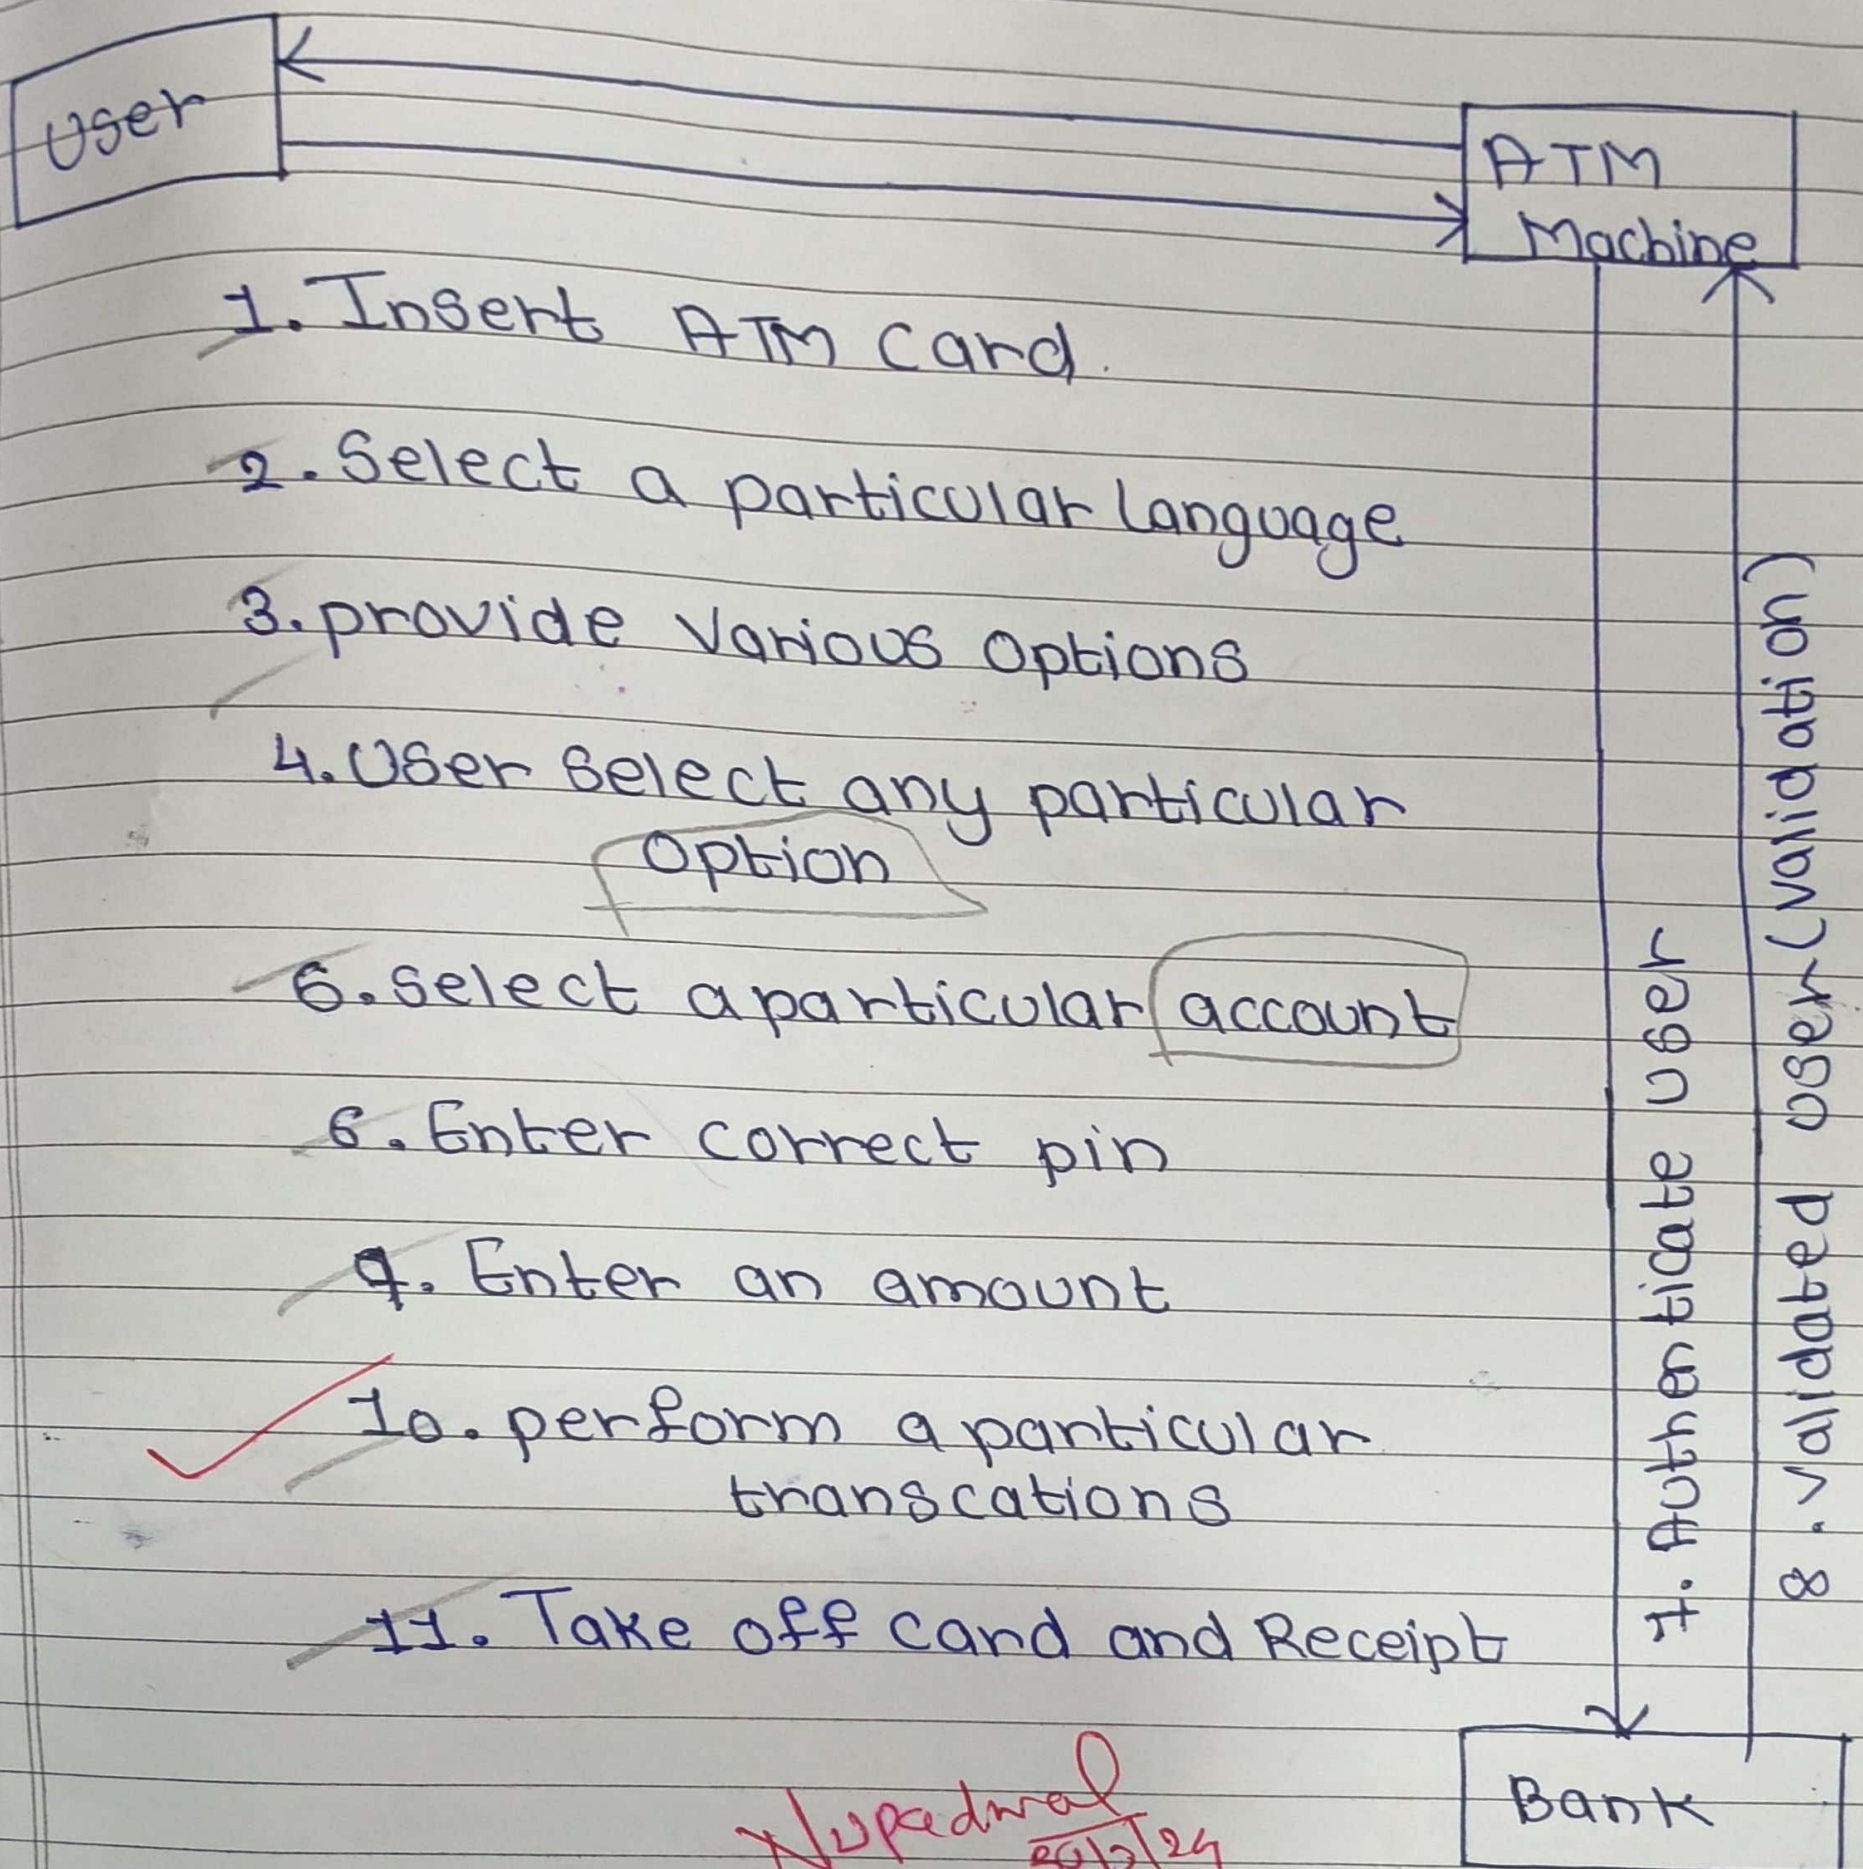 User
ATM
Machine
1. Insert ATM Card.
2. Select a particular Language
3. provide Various Options
4. User select any particular
Option
5. select a particular account
6. Enter correct pin
9. Enter an amount
10. perform a particular
transcations
11. Take off card and Receipt
7. Authenticate user
8. Validated user (validation)
Bank